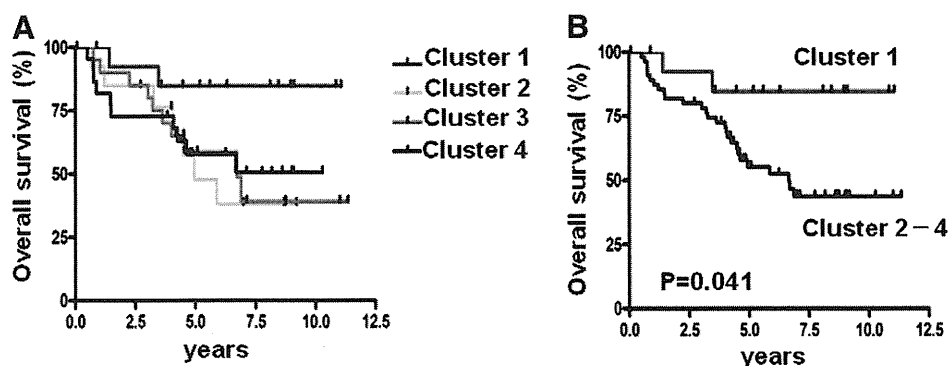 A
Overall survival (%)
100
75
50
25
0
0.0 2.5 5.0 7.5 10.0 12.5
years
Cluster 1
Cluster 2
Cluster 3
Cluster 4
B
Overall survival (%)
100
75
50
25
0
0.0 2.5 5.0 7.5 10.0 12.5
years
Cluster 1
Cluster 2–4
P=0.041